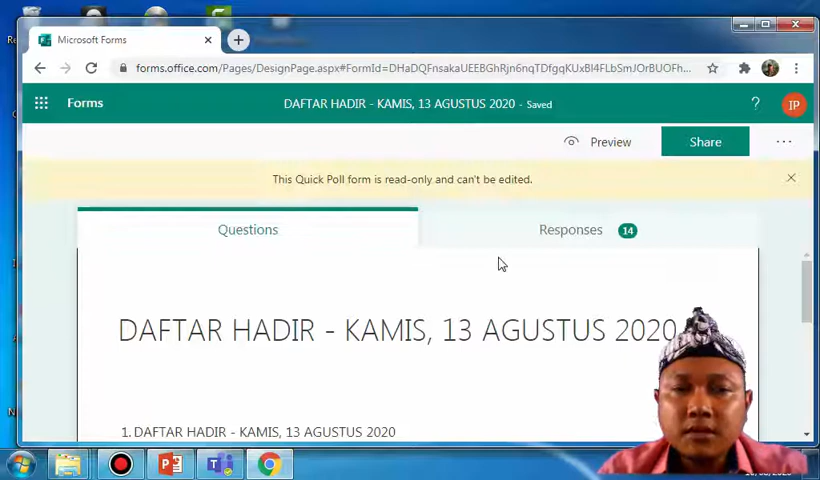 Microsoft Forms
forms.office.com/Pages/DesignPage.aspx#FormId=DHaDQFnsakaUEEBGhRjn6nqTDfgqKUxBl4FLbSmJOrBUOFh...
Forms
DAFTAR HADIR - KAMIS, 13 AGUSTUS 2020 - Saved
?
IP
Preview
Share
...
This Quick Poll form is read-only and can't be edited.
Questions
Responses 14
DAFTAR HADIR - KAMIS, 13 AGUSTUS 2020
1. DAFTAR HADIR - KAMIS, 13 AGUSTUS 2020